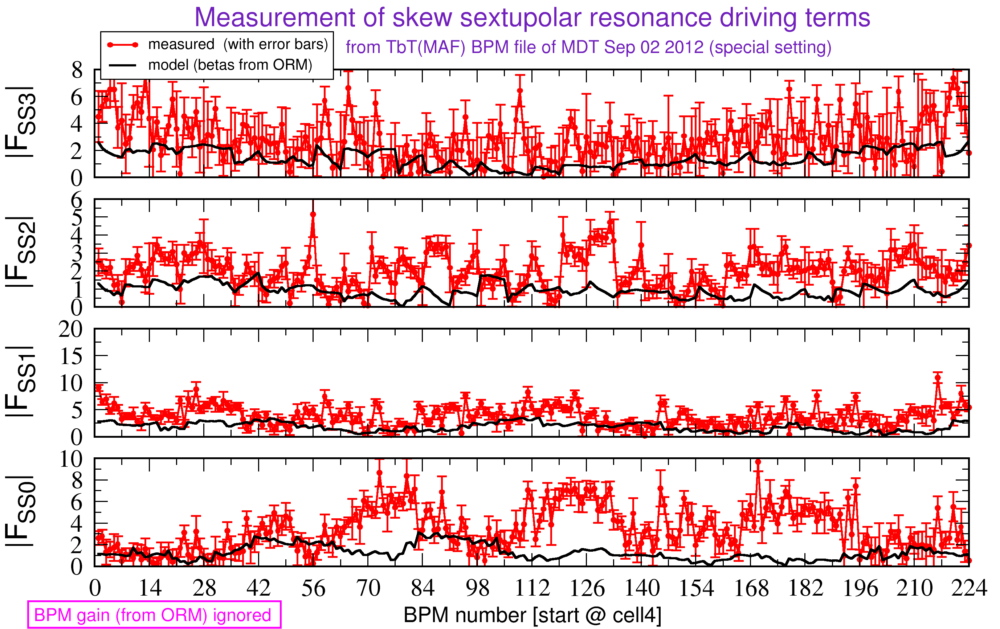 Measurement of skew sextupolar resonance driving terms
measured (with error bars)
from TbT(MAF) BPM file of MDT Sep 02 2012 (special setting)
model (betas from ORM)
|F_SS3|
8
6
4
2
0
|F_SS2|
6
5
4
3
2
1
0
|F_SS1|
20
15
10
5
0
|F_SS0|
10
8
6
4
2
0
0 14 28 42 56 70 84 98 112 126 140 154 168 182 196 210 224
BPM gain (from ORM) ignored
BPM number [start @ cell4]